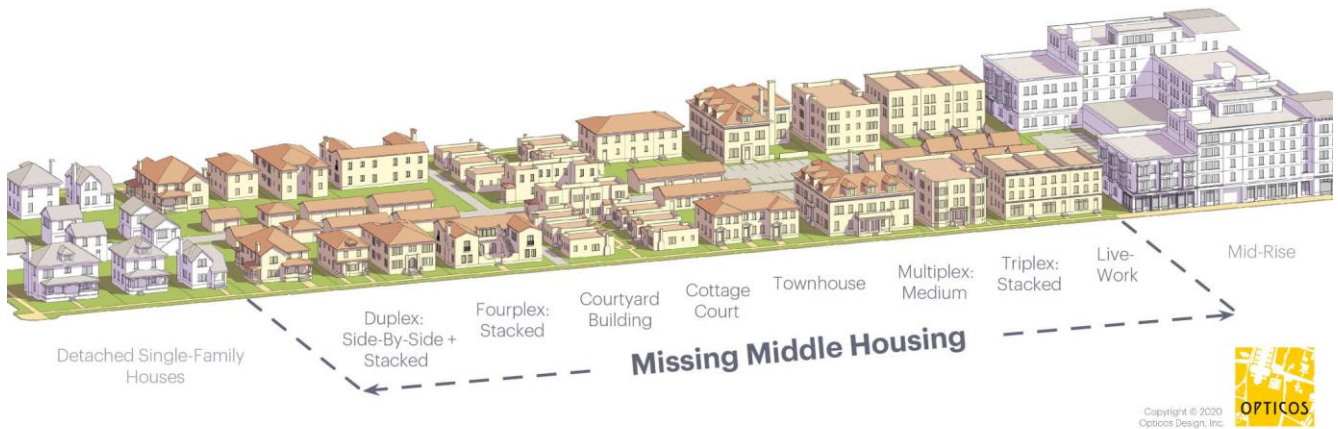 Detached Single-Family
Houses
Duplex:
Side-By-Side +
Stacked
Fourplex:
Stacked
Courtyard
Building
Cottage
Court
Townhouse
Multiplex:
Medium
Triplex:
Stacked
Live-
Work
Mid-Rise
Missing Middle Housing
Copyright © 2020
Opticos Design, Inc.
OPTICOS